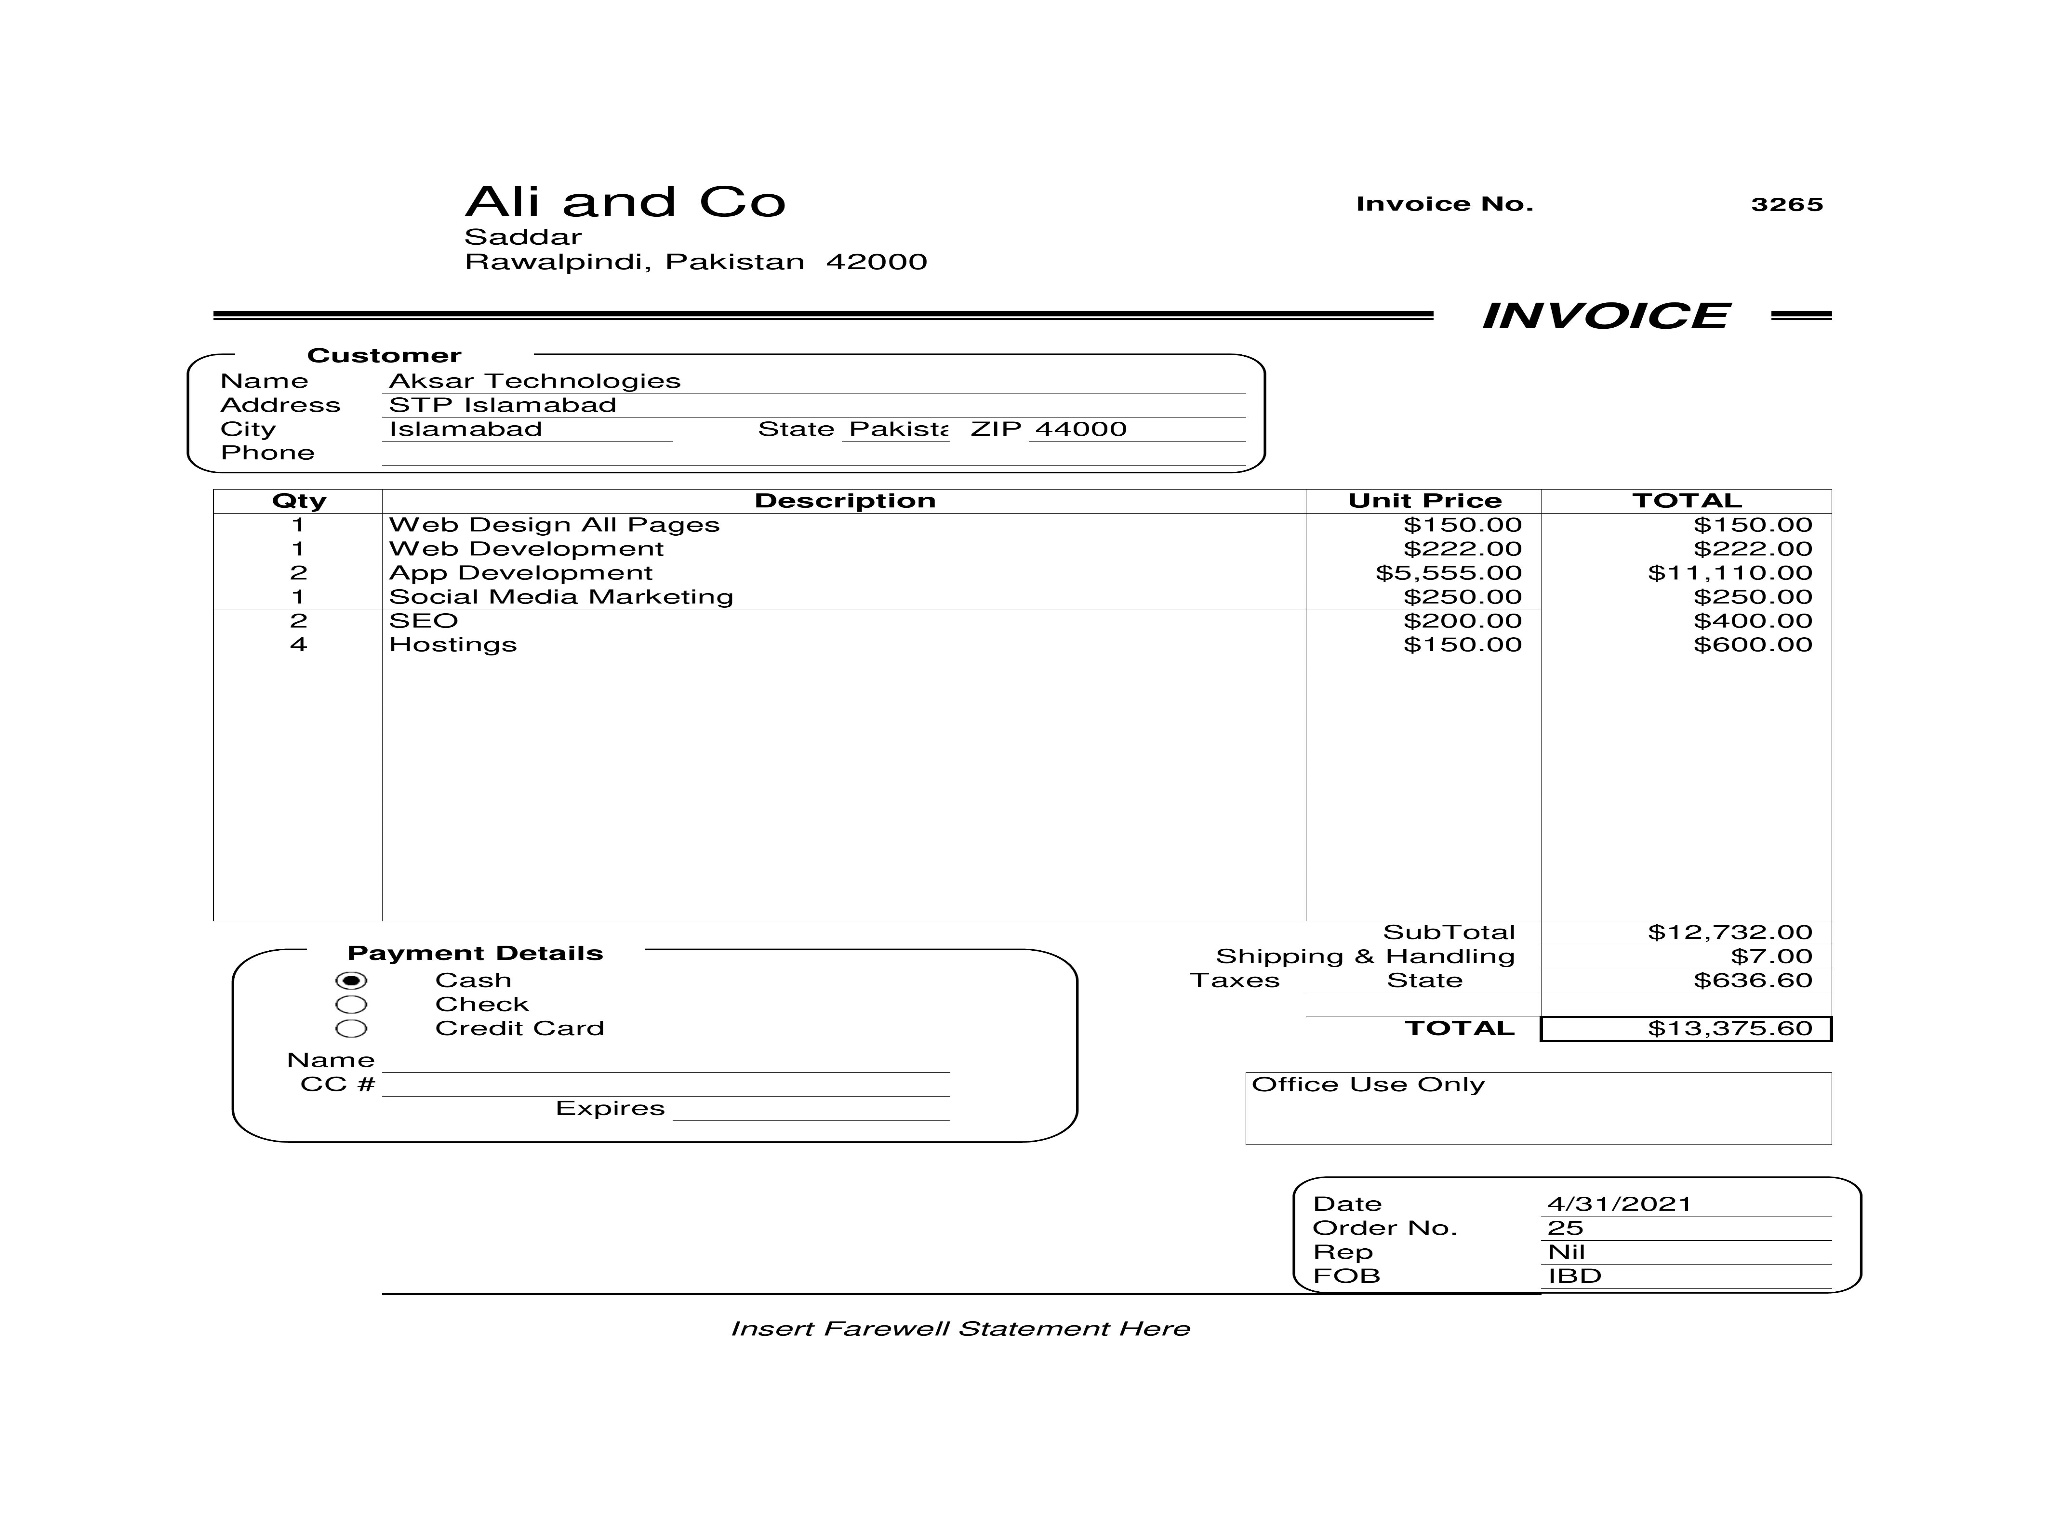 Ali and Co
Invoice No. 3265
Saddar
Rawalpindi, Pakistan 42000
INVOICE
Customer
Name Aksar Technologies
Address STP Islamabad
City Islamabad State Pakista ZIP 44000
Phone
Qty Description Unit Price TOTAL
1 Web Design All Pages $150.00 $150.00
1 Web Development $222.00 $222.00
2 App Development $5,555.00 $11,110.00
1 Social Media Marketing $250.00 $250.00
2 SEO $200.00 $400.00
4 Hostings $150.00 $600.00
SubTotal $12,732.00
Shipping & Handling $7.00
Taxes State $636.60
TOTAL $13,375.60
Payment Details
Cash
Check
Credit Card
Name
CC #
Expires
Office Use Only
Date 4/31/2021
Order No. 25
Rep Nil
FOB IBD
Insert Farewell Statement Here